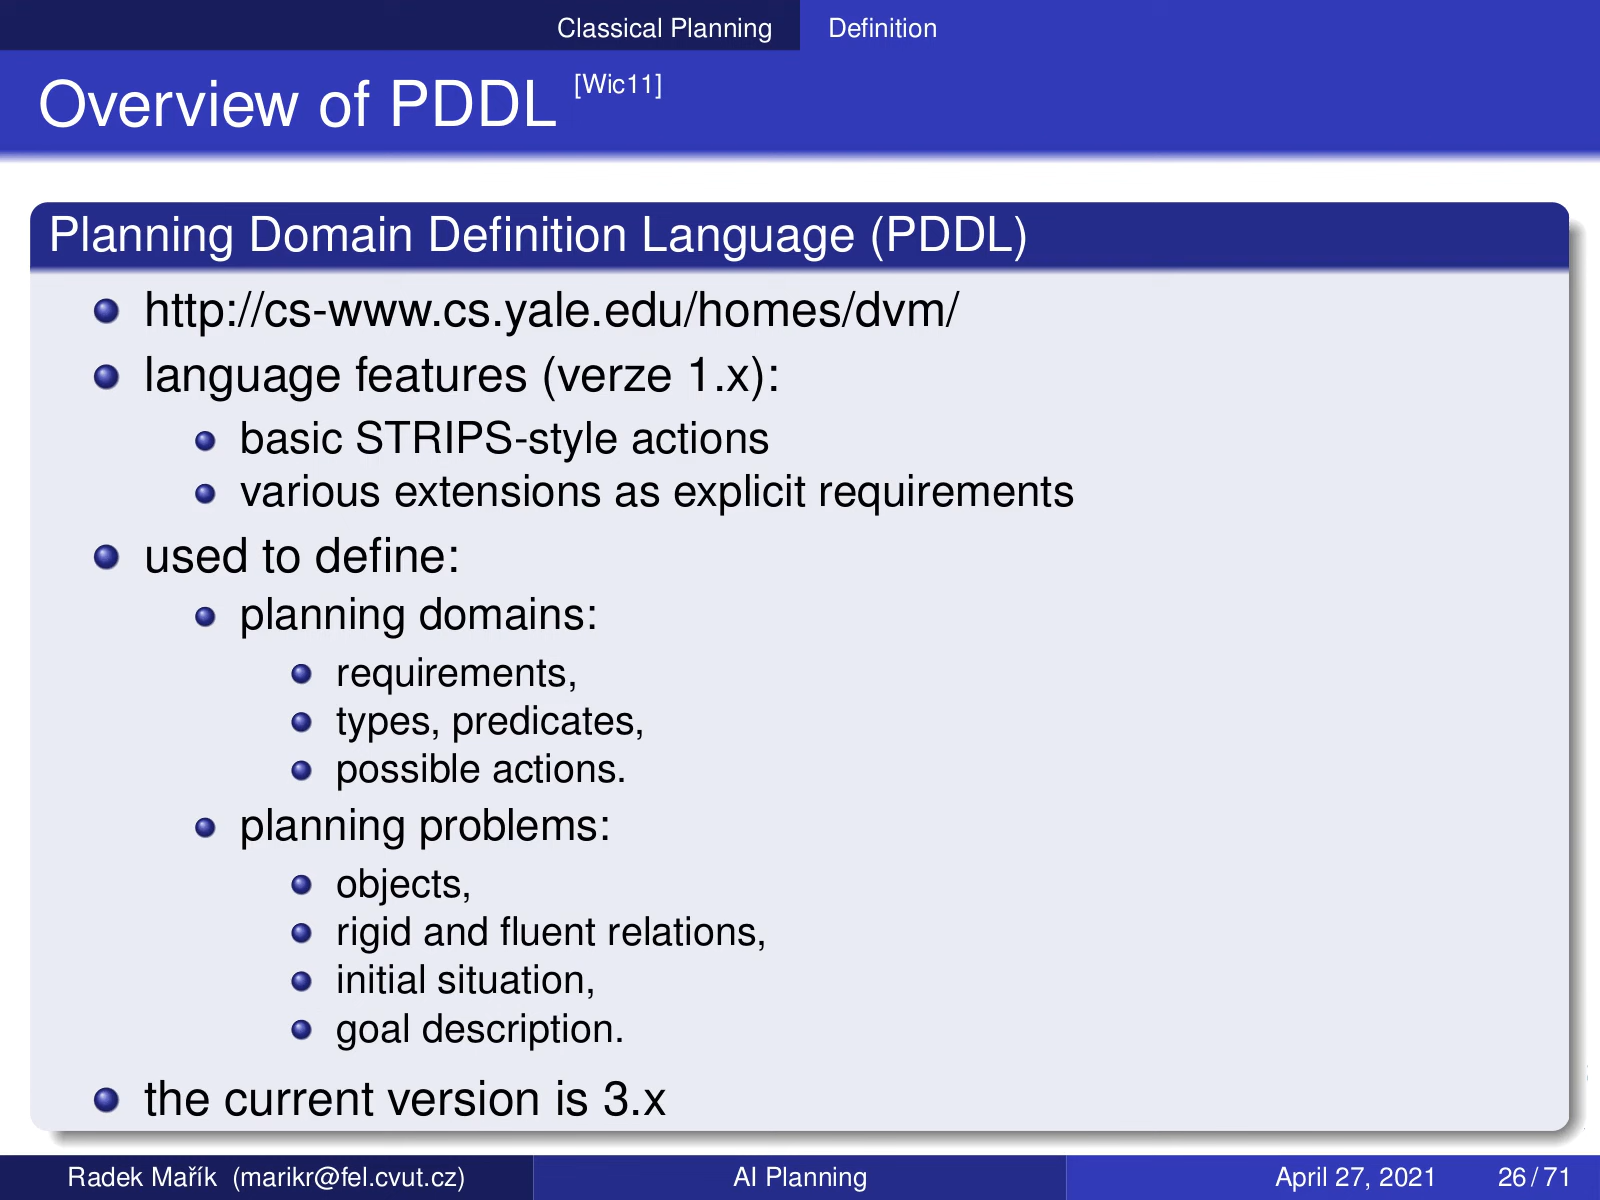 Classical Planning Definition
Overview of PDDL [Wic11]
Planning Domain Definition Language (PDDL)
http://cs-www.cs.yale.edu/homes/dvm/
language features (verze 1.x):
basic STRIPS-style actions
various extensions as explicit requirements
used to define:
planning domains:
requirements,
types, predicates,
possible actions.
planning problems:
objects,
rigid and fluent relations,
initial situation,
goal description.
the current version is 3.x
Radek Mařík (marikr@fel.cvut.cz) AI Planning April 27, 2021 26 / 71